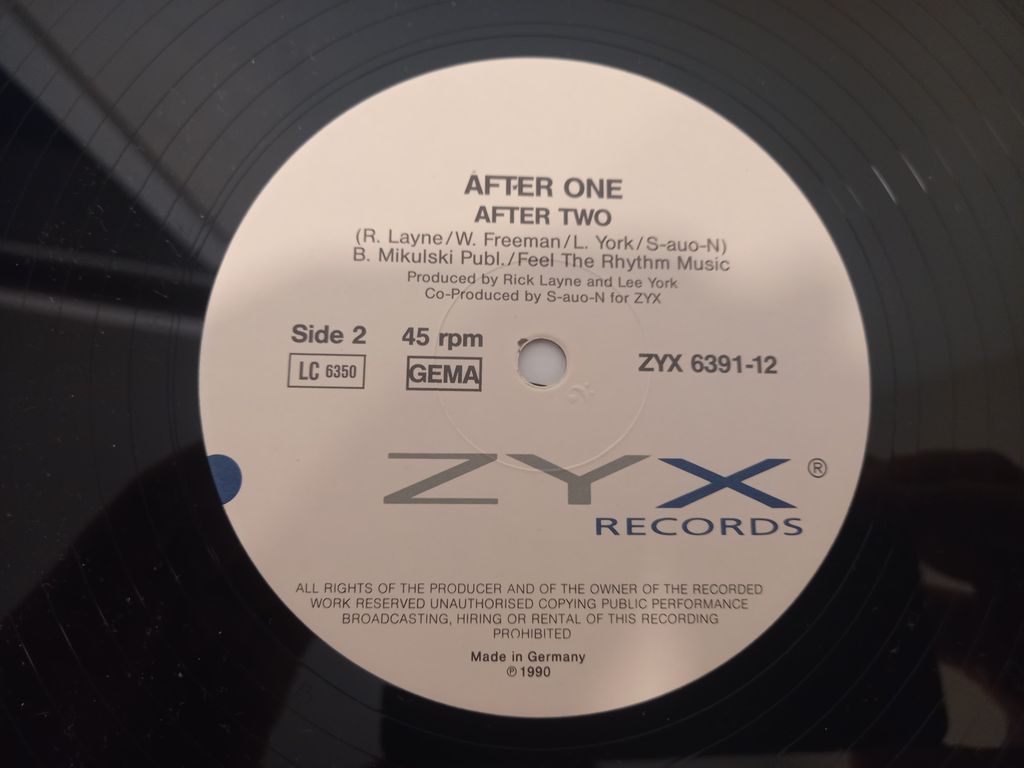 AFTER ONE
AFTER TWO
(R. Layne/W. Freeman/L. York/S-auo-N)
B. Mikulski Publ./Feel The Rhythm Music
Produced by Rick Layne and Lee York
Co-Produced by S-auo-N for ZYX
Side 2 45 rpm
LC 6350 GEMA ZYX 6391-12
ZYX ®
RECORDS
ALL RIGHTS OF THE PRODUCER AND OF THE OWNER OF THE RECORDED
WORK RESERVED UNAUTHORISED COPYING PUBLIC PERFORMANCE
BROADCASTING, HIRING OR RENTAL OF THIS RECORDING
PROHIBITED
Made in Germany
℗ 1990